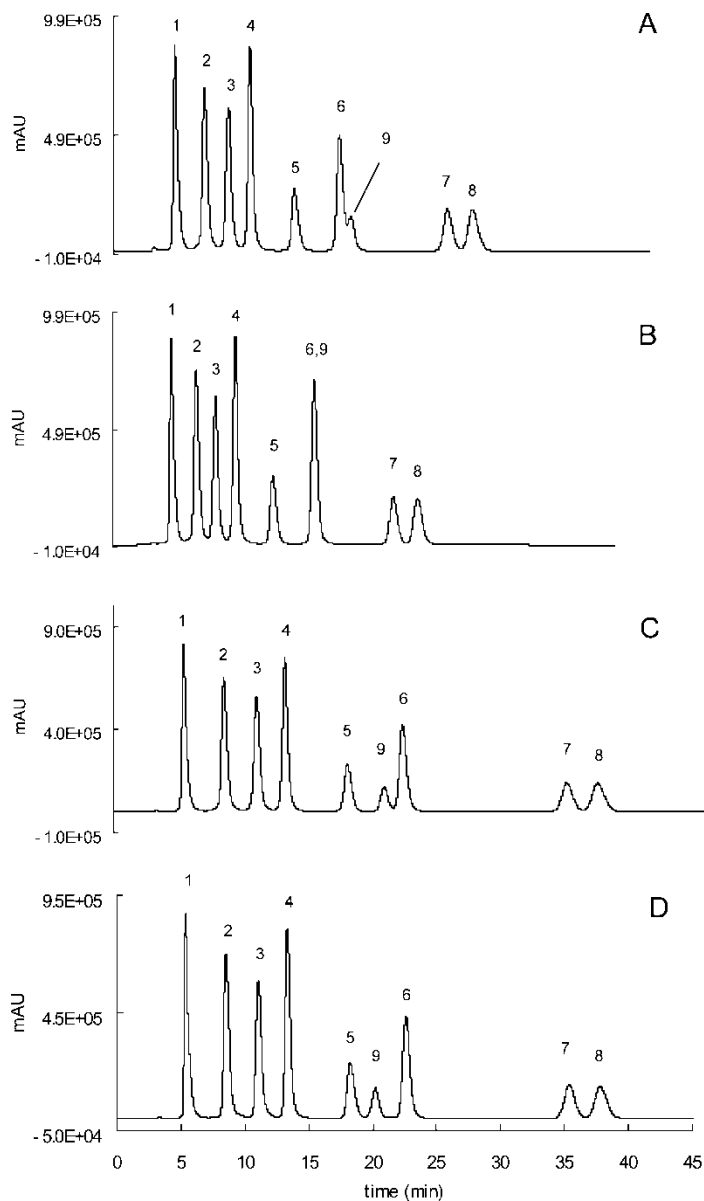 A
9.9E+05
4.9E+05
- 1.0E+04
mAU
1 2 3 4 5 6 9 7 8
B
9.9E+05
4.9E+05
- 1.0E+04
mAU
1 2 3 4 5 6,9 7 8
C
9.0E+05
4.0E+05
- 1.0E+05
mAU
1 2 3 4 5 9 6 7 8
D
9.5E+05
4.5E+05
- 5.0E+04
mAU
1 2 3 4 5 9 6 7 8
0 5 10 15 20 25 30 35 40 45
time (min)